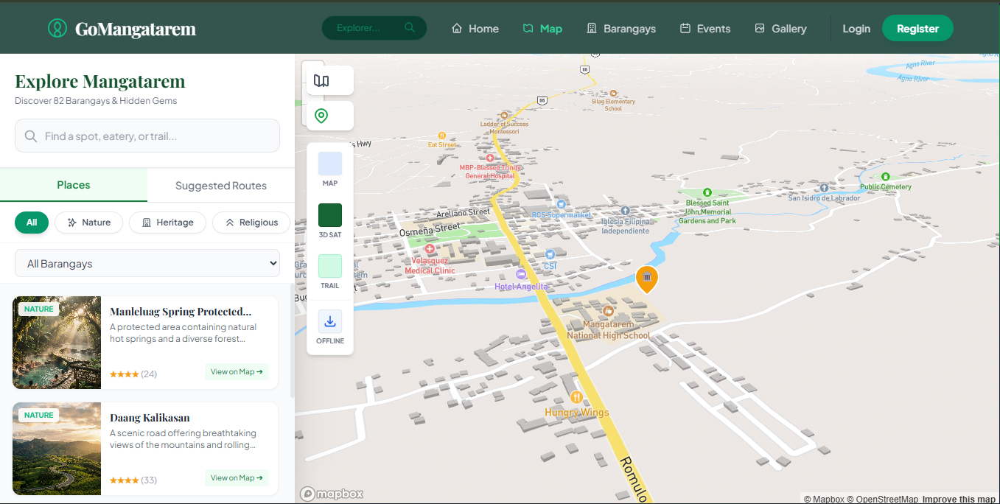 GoMangatarem
Explorer...
Home
Map
Barangays
Events
Gallery
Login
Register
Explore Mangatarem
Discover 82 Barangays & Hidden Gems
Find a spot, eatery, or trail...
Places
Suggested Routes
All
Nature
Heritage
Religious
All Barangays
NATURE
Manleluag Spring Protected...
A protected area containing natural
hot springs and a diverse forest...
★★★★ (24)
View on Map ➔
NATURE
Daang Kalikasan
A scenic road offering breathtaking
views of the mountains and rolling...
★★★★ (33)
View on Map ➔
MAP
3D SAT
TRAIL
OFFLINE
55
Agno River
Agno River
55
Silag Elementary
School
Ladder of Success
Montessori
Eat Street
s Hwy
MBP-Blessed Trinity
General Hospital
Public Cemetery
San Isidro de Labrador
Blessed Saint
John Memorial
Gardens and Park
RCS Supermarket
Iglesia Filipina
Independiente
Arellano Street
Osmeña Street
Velasquez
Medical Clinic
CSI
Hotel Angelita
Mangatarem
National High School
Hungry Wings
Romulo
mapbox
© Mapbox © OpenStreetMap Improve this map